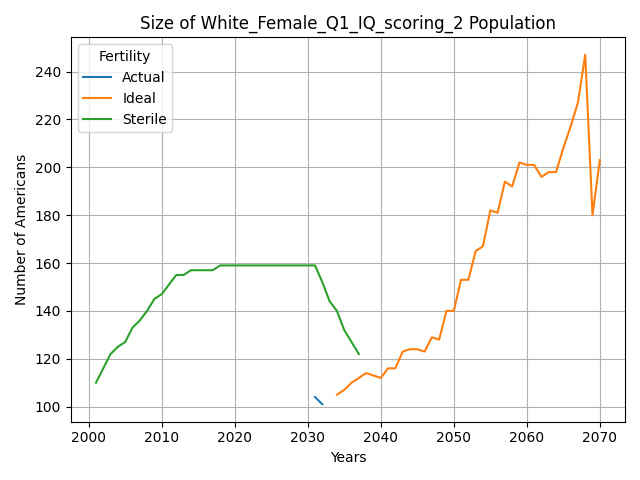 Size of White_Female_Q1_IQ_scoring_2 Population
Fertility
Actual
Ideal
Sterile
Number of Americans
240
220
200
180
160
140
120
100
2000 2010 2020 2030 2040 2050 2060 2070
Years